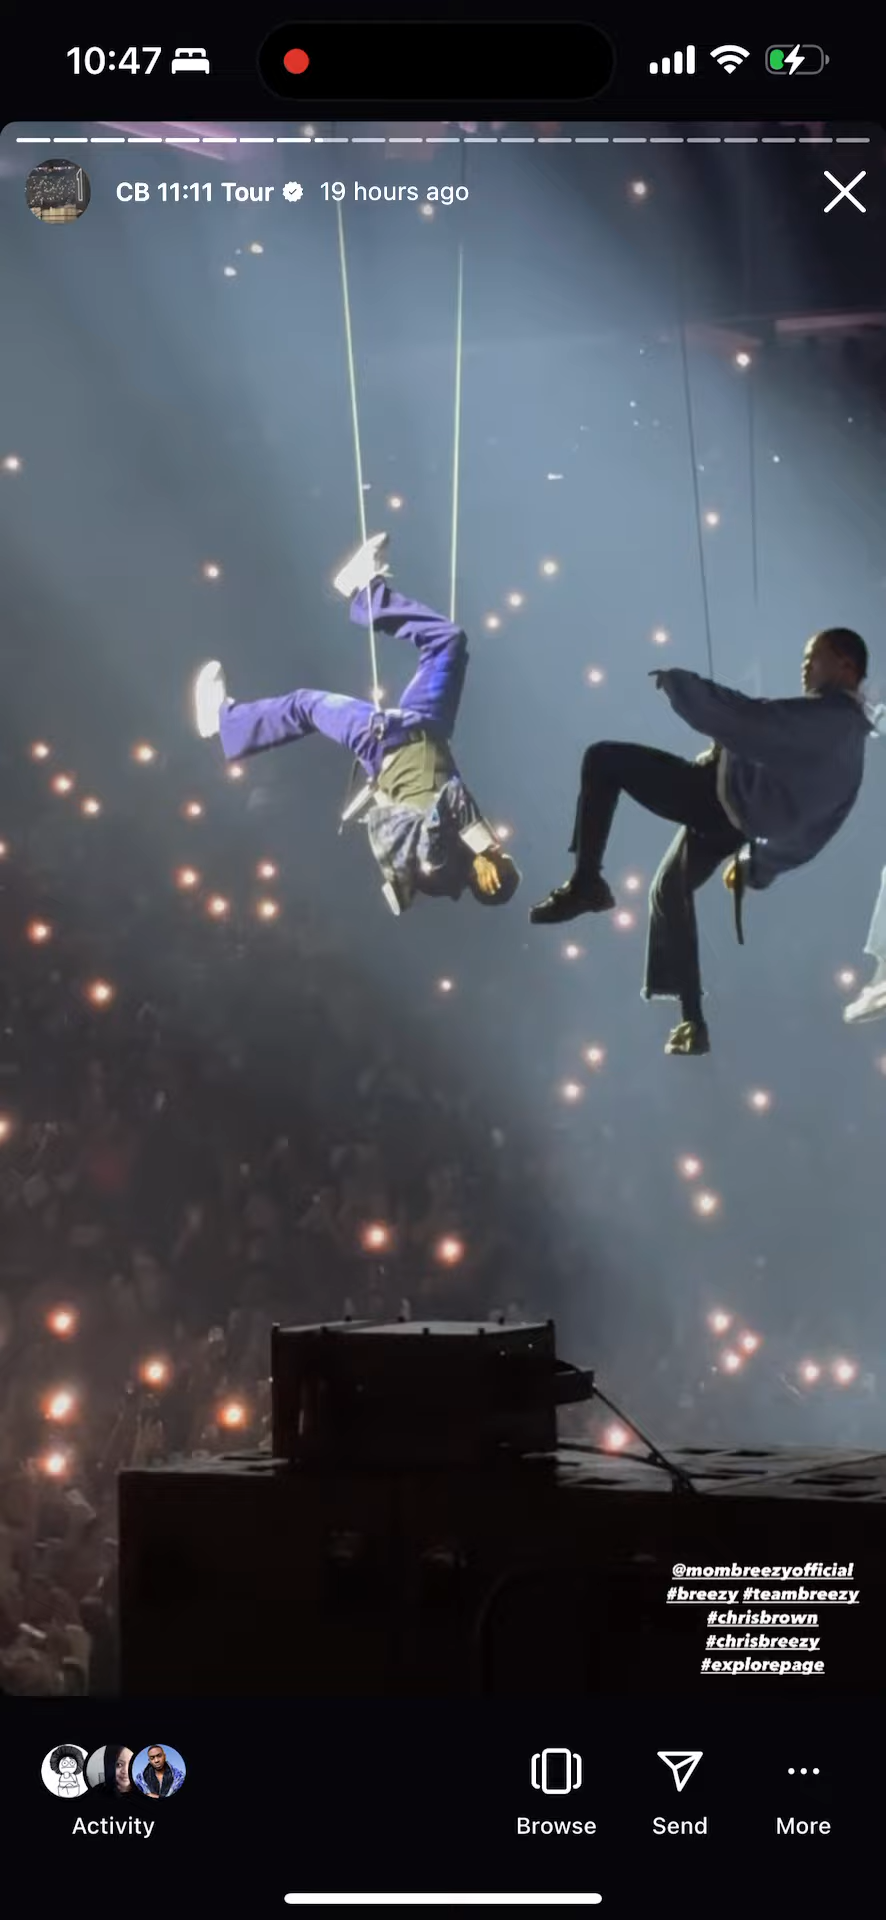 10:47
CB 11:11 Tour 19 hours ago
@mombreezyofficial
#breezy #teambreezy
#chrisbrown
#chrisbreezy
#explorepage
Activity
Browse
Send
More